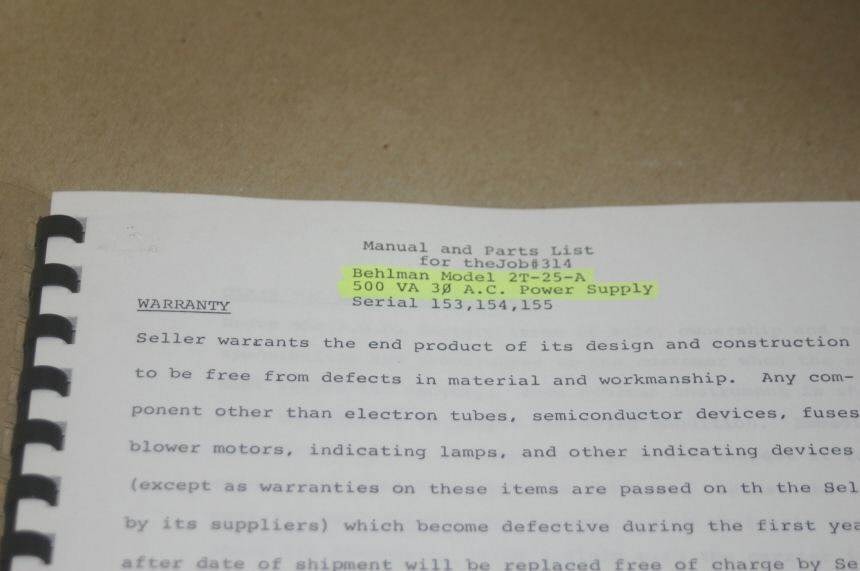 Manual and Parts List
for theJob#314
Behlman Model 2T-25-A
500 VA 3Ø A.C. Power Supply
Serial 153,154,155
WARRANTY
Seller warrants the end product of its design and construction
to be free from defects in material and workmanship. Any com-
ponent other than electron tubes, semiconductor devices, fuses
blower motors, indicating lamps, and other indicating devices
(except as warranties on these items are passed on th the Sel
by its suppliers) which become defective during the first yea
after date of shipment will be replaced free of charge by Se